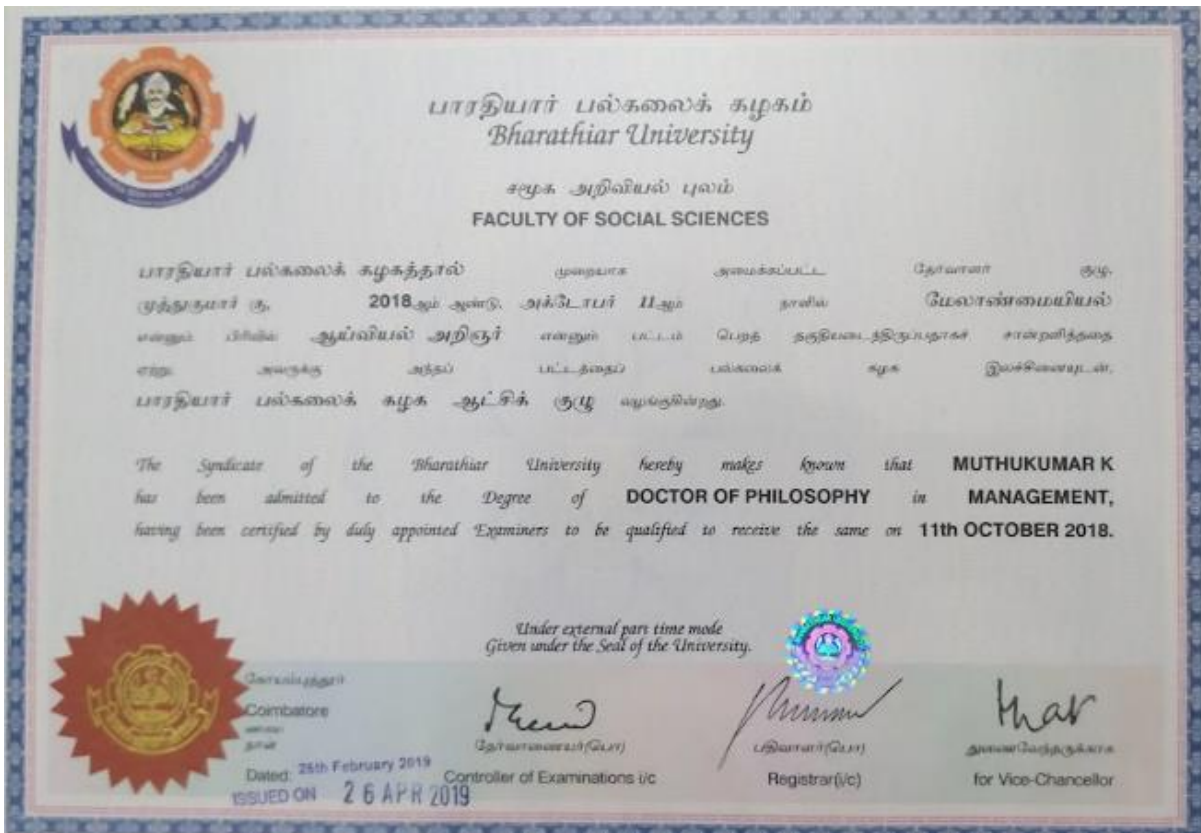 பாரதியார் பல்கலைக் கழகம்
Bharathiar University
சமூக அறிவியல் புலம்
FACULTY OF SOCIAL SCIENCES
பாரதியார் பல்கலைக் கழகத்தால் முறையாக அமைக்கப்பட்ட தேர்வாளர் குழு,
முத்துகுமார் கு, 2018ஆம் ஆண்டு, அக்டோபர் 11ஆம் நாளில் மேலாண்மையியல்
என்னும் பிரிவில் ஆய்வியல் அறிஞர் என்னும் பட்டம் பெறத் தகுதியடைந்திருப்பதாகச் சான்றளித்ததை
ஏற்று அவருக்கு அந்தப் பட்டத்தைப் பல்கலைக் கழக இலச்சினையுடன்,
பாரதியார் பல்கலைக் கழக ஆட்சிக் குழு வழங்குகின்றது.
The Syndicate of the Bharathiar University hereby makes known that MUTHUKUMAR K
has been admitted to the Degree of DOCTOR OF PHILOSOPHY in MANAGEMENT,
having been certified by duly appointed Examiners to be qualified to receive the same on 11th OCTOBER 2018.
Under external part time mode
Given under the Seal of the University.
கோயம்புத்தூர்
Coimbatore
நாள்
Dated: 25th February 2019
ISSUED ON 26 APR 2019
தேர்வாணையர்(பொ)
Controller of Examinations i/c
பதிவாளர்(பொ)
Registrar(i/c)
துணைவேந்தருக்காக
for Vice-Chancellor